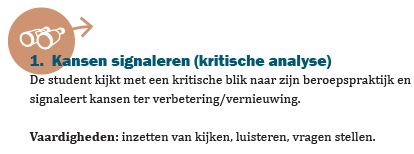 1. Kansen signaleren (kritische analyse)
De student kijkt met een kritische blik naar zijn beroepspraktijk en
signaleert kansen ter verbetering/vernieuwing.
Vaardigheden: inzetten van kijken, luisteren, vragen stellen.